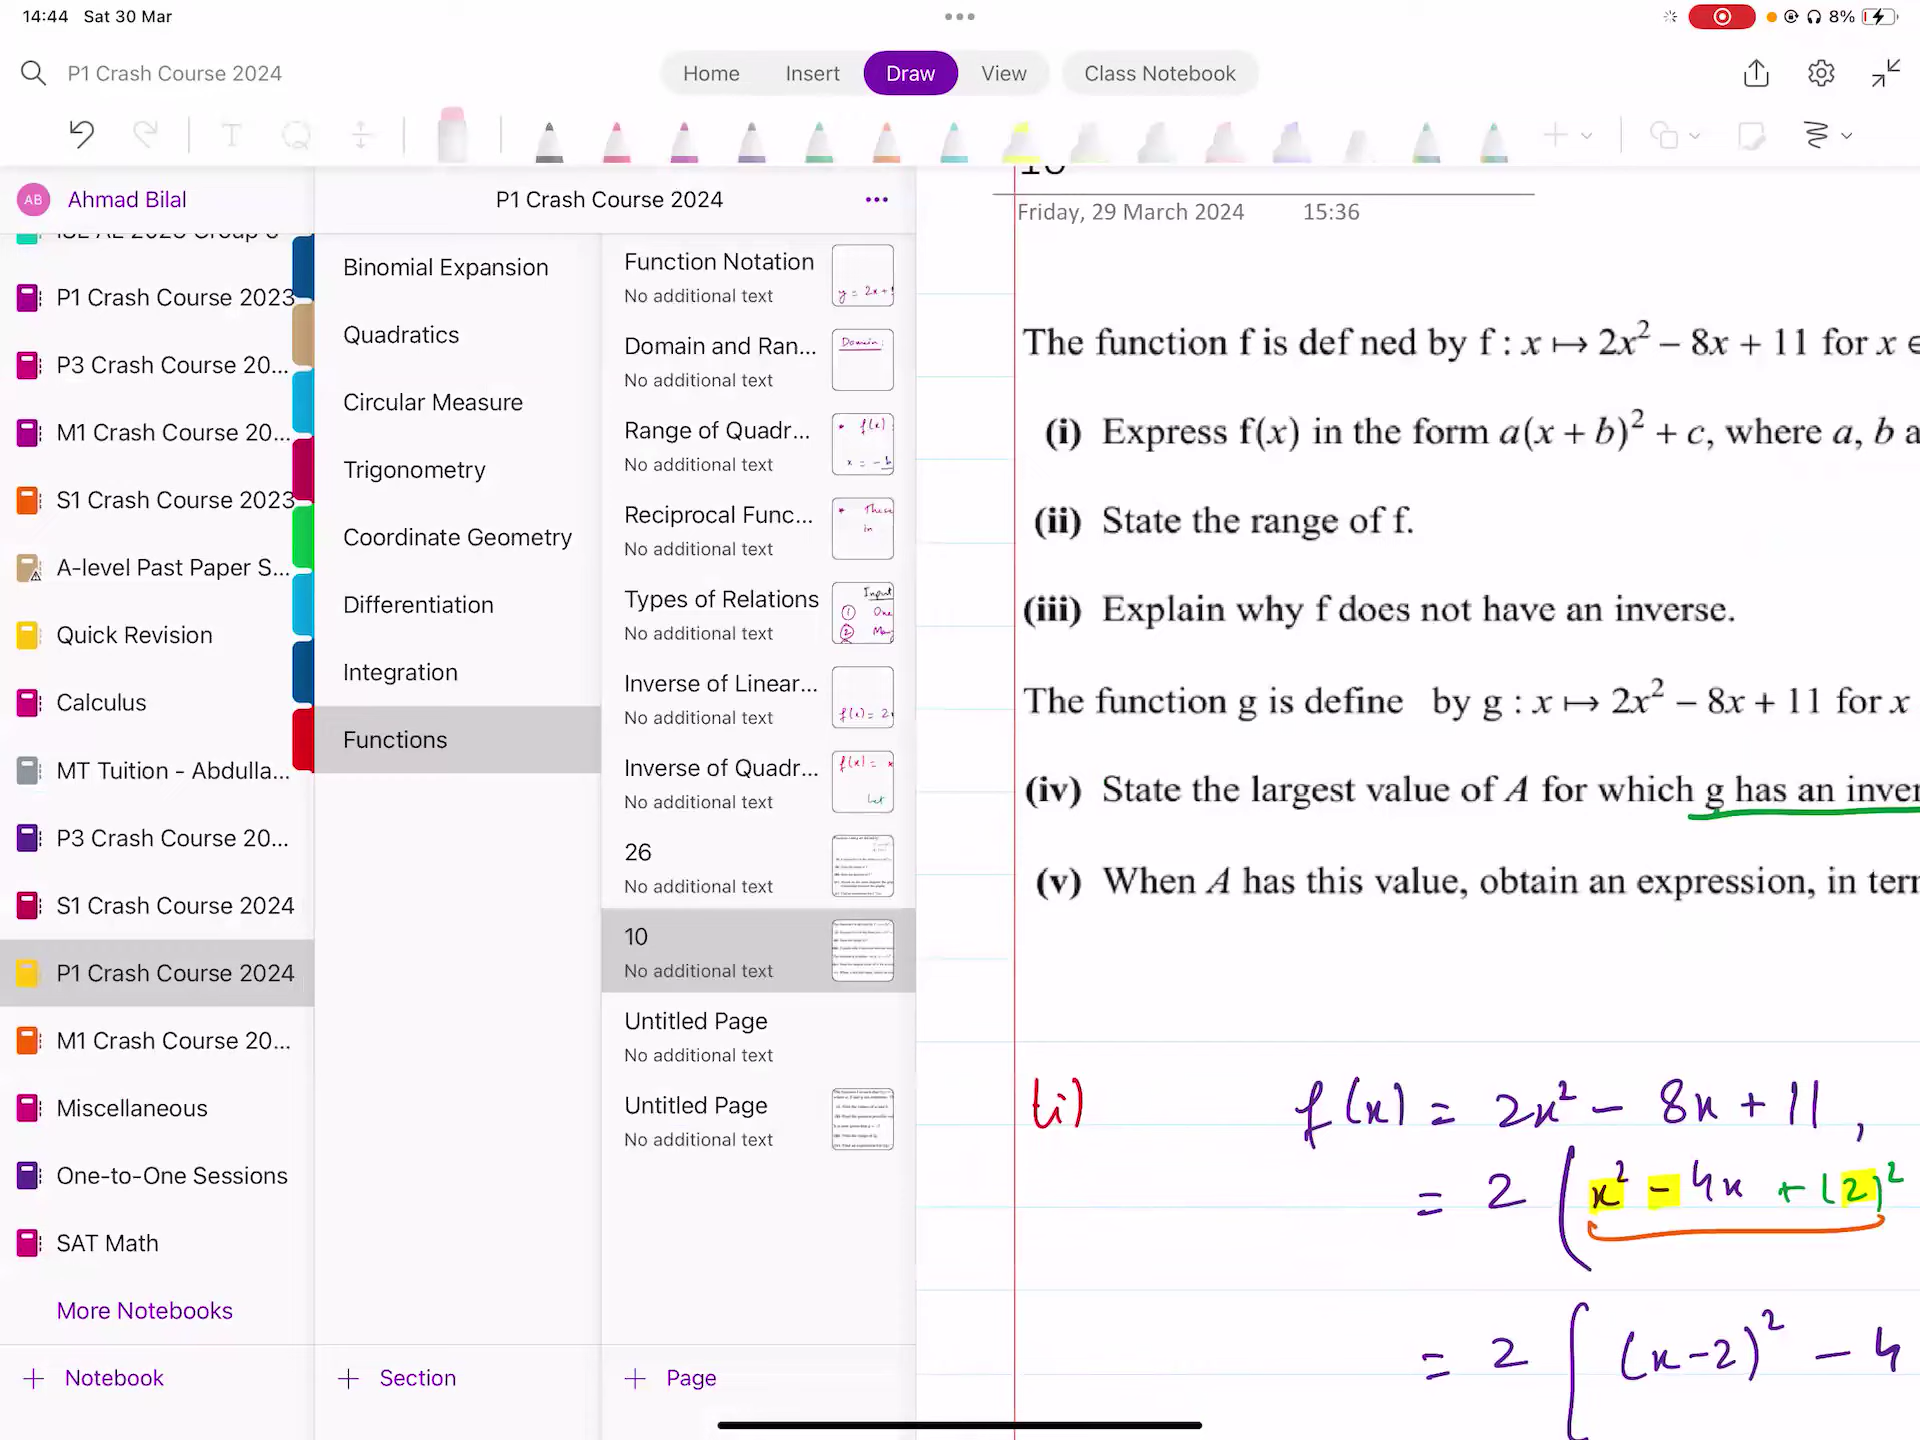 14:44 Sat 30 Mar
8%
P1 Crash Course 2024
Home Insert Draw View Class Notebook
AB Ahmad Bilal
P1 Crash Course 2023
P3 Crash Course 20...
M1 Crash Course 20...
S1 Crash Course 2023
A-level Past Paper S...
Quick Revision
Calculus
MT Tuition - Abdulla...
P3 Crash Course 20...
S1 Crash Course 2024
P1 Crash Course 2024
M1 Crash Course 20...
Miscellaneous
One-to-One Sessions
SAT Math
More Notebooks
+ Notebook
P1 Crash Course 2024
Binomial Expansion
Quadratics
Circular Measure
Trigonometry
Coordinate Geometry
Differentiation
Integration
Functions
+ Section
Function Notation
No additional text
Domain and Ran...
No additional text
Range of Quadr...
No additional text
Reciprocal Func...
No additional text
Types of Relations
No additional text
Inverse of Linear...
No additional text
Inverse of Quadr...
No additional text
26
No additional text
10
No additional text
Untitled Page
No additional text
Untitled Page
No additional text
+ Page
10
Friday, 29 March 2024 15:36
The function f is def ned by f : x ↦ 2x² − 8x + 11 for x ∈
(i) Express f(x) in the form a(x + b)² + c, where a, b a
(ii) State the range of f.
(iii) Explain why f does not have an inverse.
The function g is define by g : x ↦ 2x² − 8x + 11 for x
(iv) State the largest value of A for which g has an inver
(v) When A has this value, obtain an expression, in terr
(i) f(x) = 2x² − 8x + 11,
= 2 (x² − 4x + (2)²
= 2 [ (x−2)² − 4